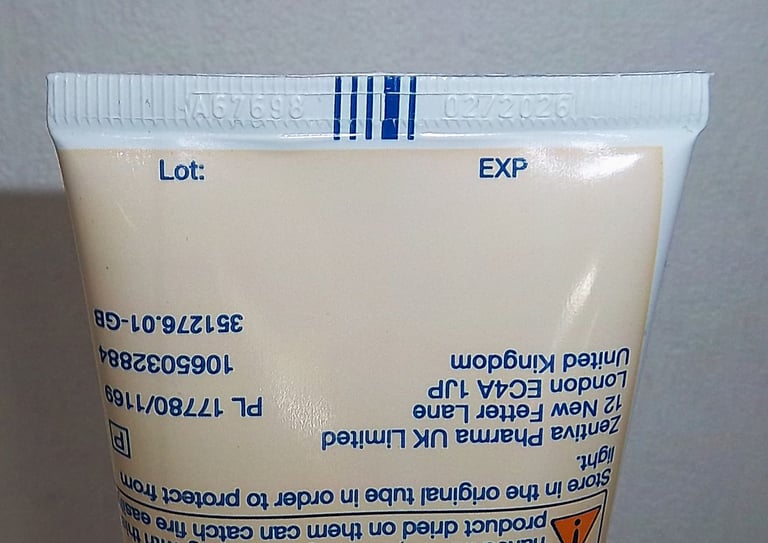 A67698 02/2026
Lot: EXP
product dried on them can catch fire
Store in the original tube in order to protect from
light.
P
Zentiva Pharma UK Limited
12 New Fetter Lane
London EC4A 1JP
United Kingdom
PL 17780/1169
1065032884
351276.01-GB